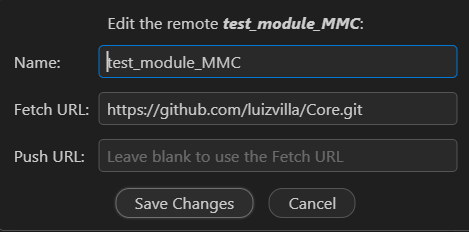 Edit the remote test_module_MMC:
Name: test_module_MMC
Fetch URL: https://github.com/luizvilla/Core.git
Push URL: Leave blank to use the Fetch URL
Save Changes Cancel